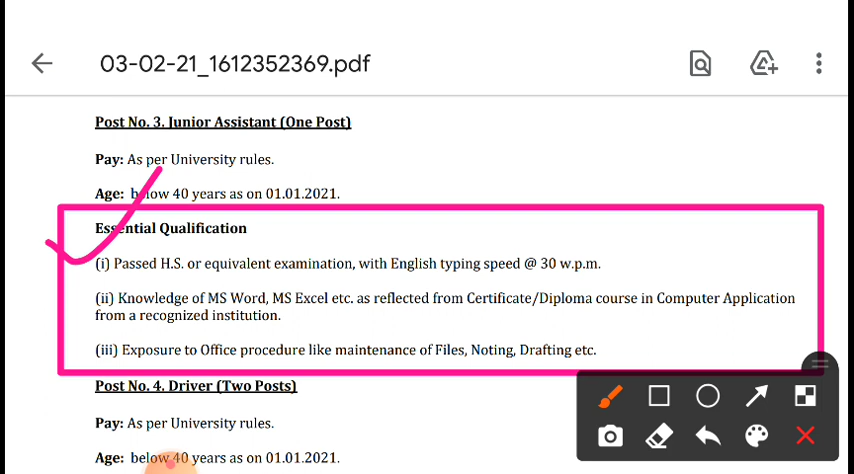 03-02-21_1612352369.pdf
Post No. 3. Junior Assistant (One Post)
Pay: As per University rules.
Age: below 40 years as on 01.01.2021.
Essential Qualification
(i) Passed H.S. or equivalent examination, with English typing speed @ 30 w.p.m.
(ii) Knowledge of MS Word, MS Excel etc. as reflected from Certificate/Diploma course in Computer Application
from a recognized institution.
(iii) Exposure to Office procedure like maintenance of Files, Noting, Drafting etc.
Post No. 4. Driver (Two Posts)
Pay: As per University rules.
Age: below 40 years as on 01.01.2021.